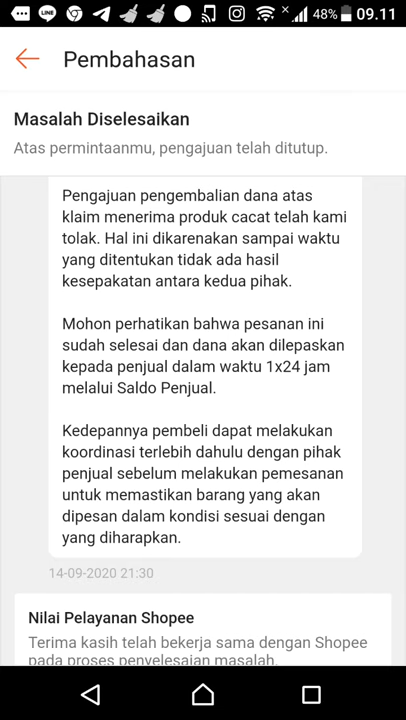 48%
09.11
Pembahasan
Masalah Diselesaikan
Atas permintaanmu, pengajuan telah ditutup.
Pengajuan pengembalian dana atas
klaim menerima produk cacat telah kami
tolak. Hal ini dikarenakan sampai waktu
yang ditentukan tidak ada hasil
kesepakatan antara kedua pihak.
Mohon perhatikan bahwa pesanan ini
sudah selesai dan dana akan dilepaskan
kepada penjual dalam waktu 1x24 jam
melalui Saldo Penjual.
Kedepannya pembeli dapat melakukan
koordinasi terlebih dahulu dengan pihak
penjual sebelum melakukan pemesanan
untuk memastikan barang yang akan
dipesan dalam kondisi sesuai dengan
yang diharapkan.
14-09-2020 21:30
Nilai Pelayanan Shopee
Terima kasih telah bekerja sama dengan Shopee
pada proses penyelesaian masalah.